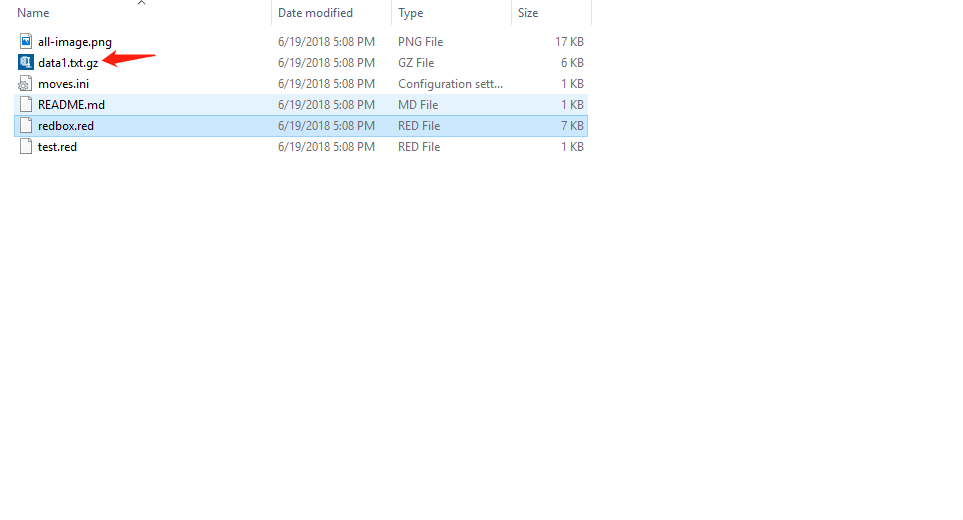 Name Date modified Type Size
all-image.png 6/19/2018 5:08 PM PNG File 17 KB
data1.txt.gz 6/19/2018 5:08 PM GZ File 6 KB
moves.ini 6/19/2018 5:08 PM Configuration sett... 1 KB
README.md 6/19/2018 5:08 PM MD File 1 KB
redbox.red 6/19/2018 5:08 PM RED File 7 KB
test.red 6/19/2018 5:08 PM RED File 1 KB